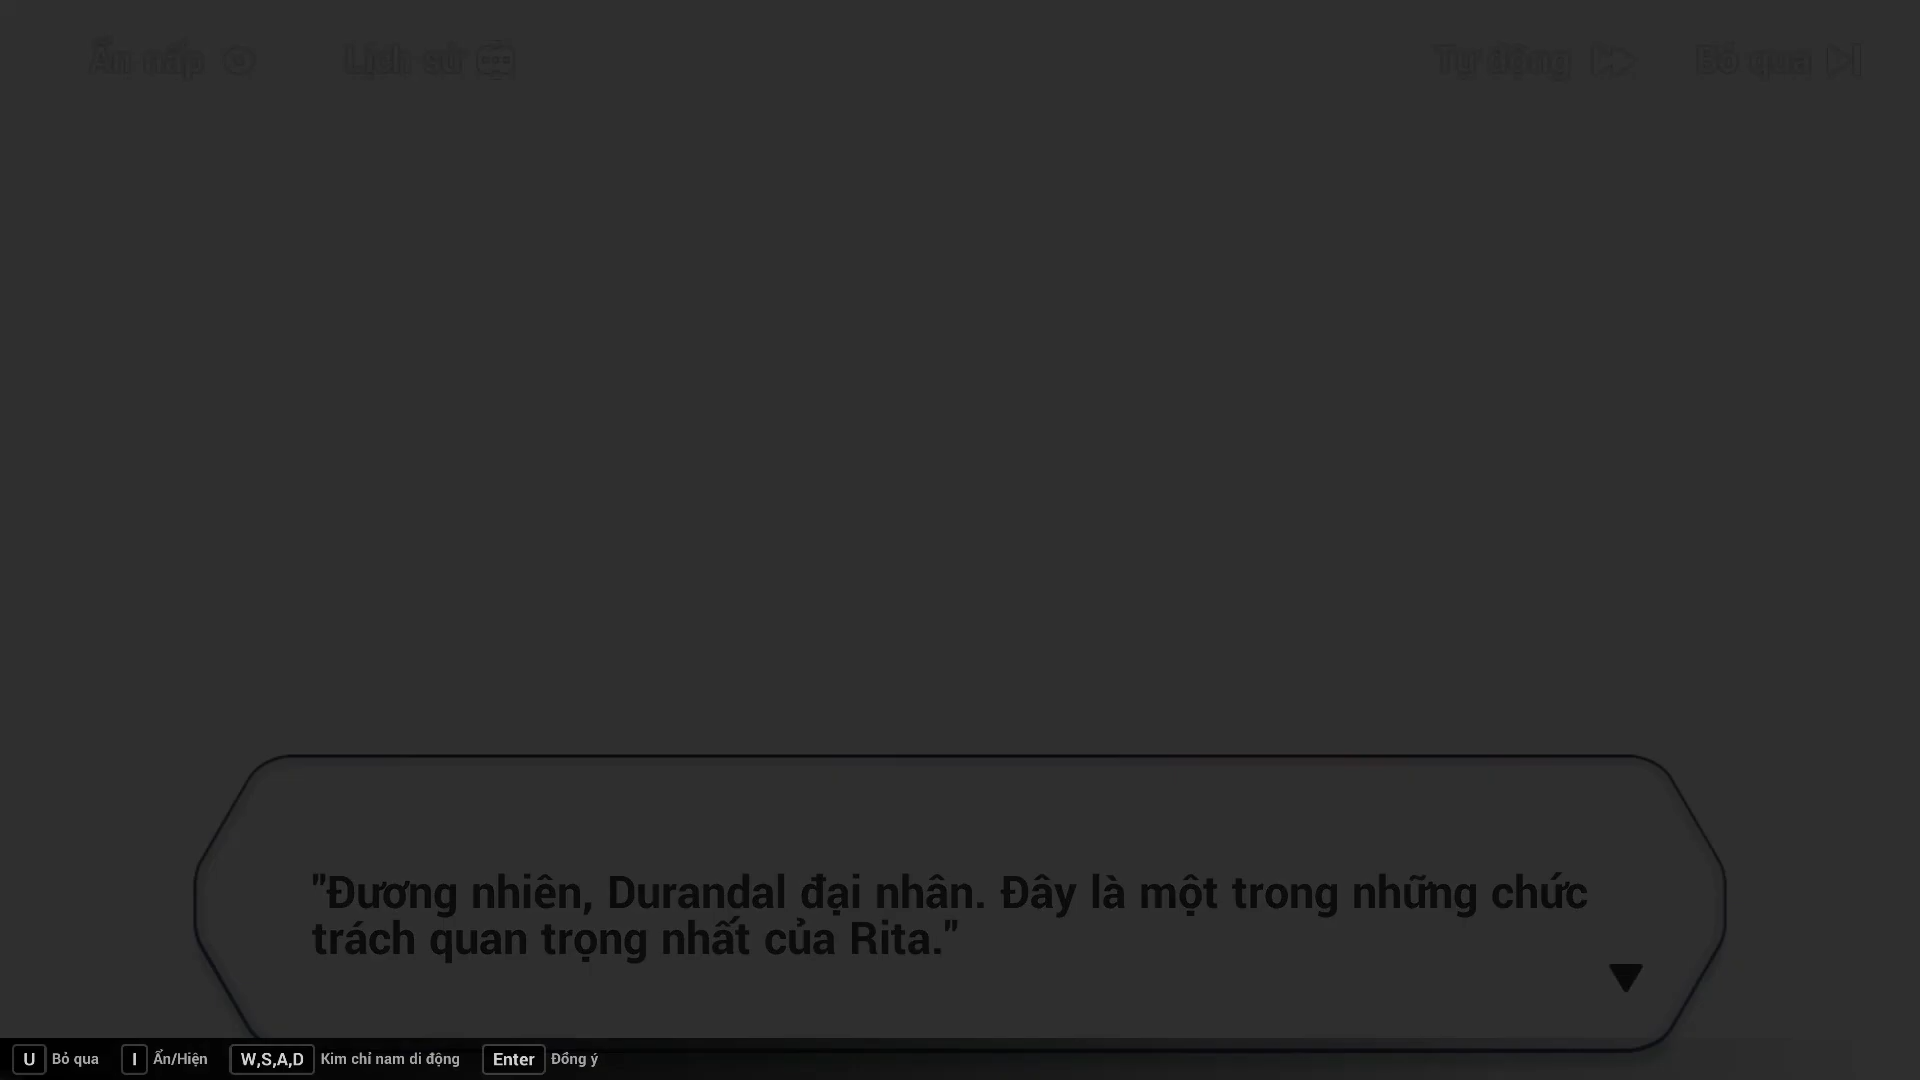 Ẩn nấp
Lịch sử
Tự động
Bỏ qua
"Đương nhiên, Durandal đại nhân. Đây là một trong những chức
trách quan trọng nhất của Rita."
U Bỏ qua I Ẩn/Hiện W,S,A,D Kim chỉ nam di động Enter Đồng ý